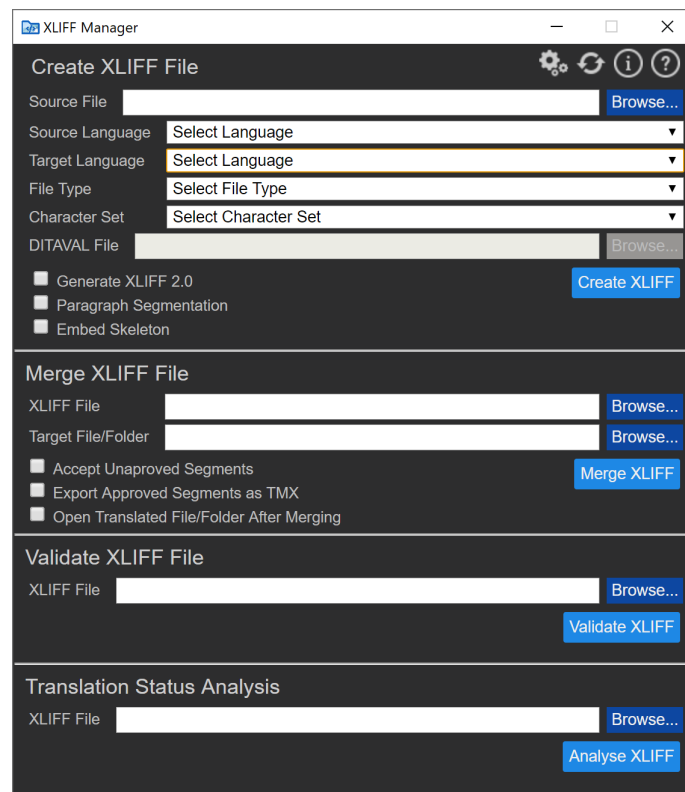 XLIFF Manager
Create XLIFF File
Source File Browse...
Source Language Select Language
Target Language Select Language
File Type Select File Type
Character Set Select Character Set
DITAVAL File Browse...
Generate XLIFF 2.0 Create XLIFF
Paragraph Segmentation
Embed Skeleton
Merge XLIFF File
XLIFF File Browse...
Target File/Folder Browse...
Accept Unaproved Segments Merge XLIFF
Export Approved Segments as TMX
Open Translated File/Folder After Merging
Validate XLIFF File
XLIFF File Browse...
Validate XLIFF
Translation Status Analysis
XLIFF File Browse...
Analyse XLIFF